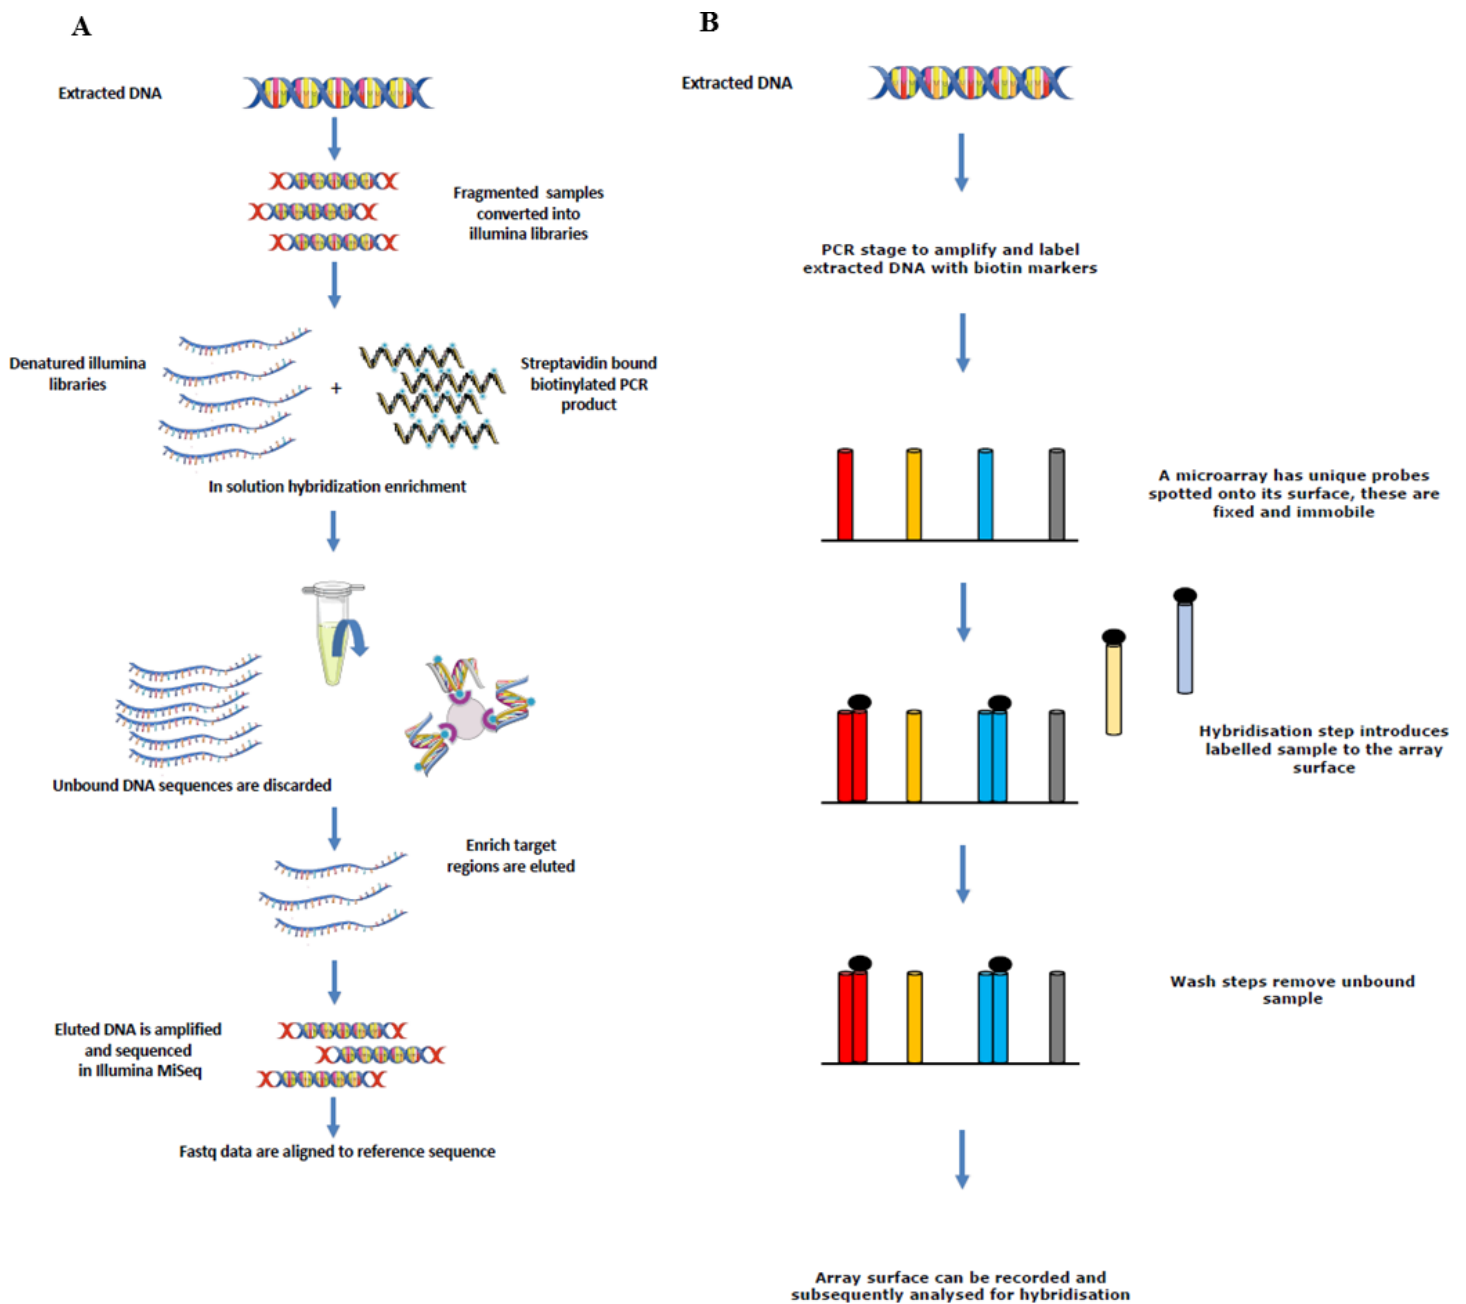 A
Extracted DNA
Fragmented samples
converted into
illumina libraries
Denatured illumina
libraries
+
Streptavidin bound
biotinylated PCR
product
In solution hybridization enrichment
Unbound DNA sequences are discarded
Enrich target
regions are eluted
Eluted DNA is amplified
and sequenced
in Illumina MiSeq
Fastq data are aligned to reference sequence
B
Extracted DNA
PCR stage to amplify and label
extracted DNA with biotin markers
A microarray has unique probes
spotted onto its surface, these are
fixed and immobile
Hybridisation step introduces
labelled sample to the array
surface
Wash steps remove unbound
sample
Array surface can be recorded and
subsequently analysed for hybridisation